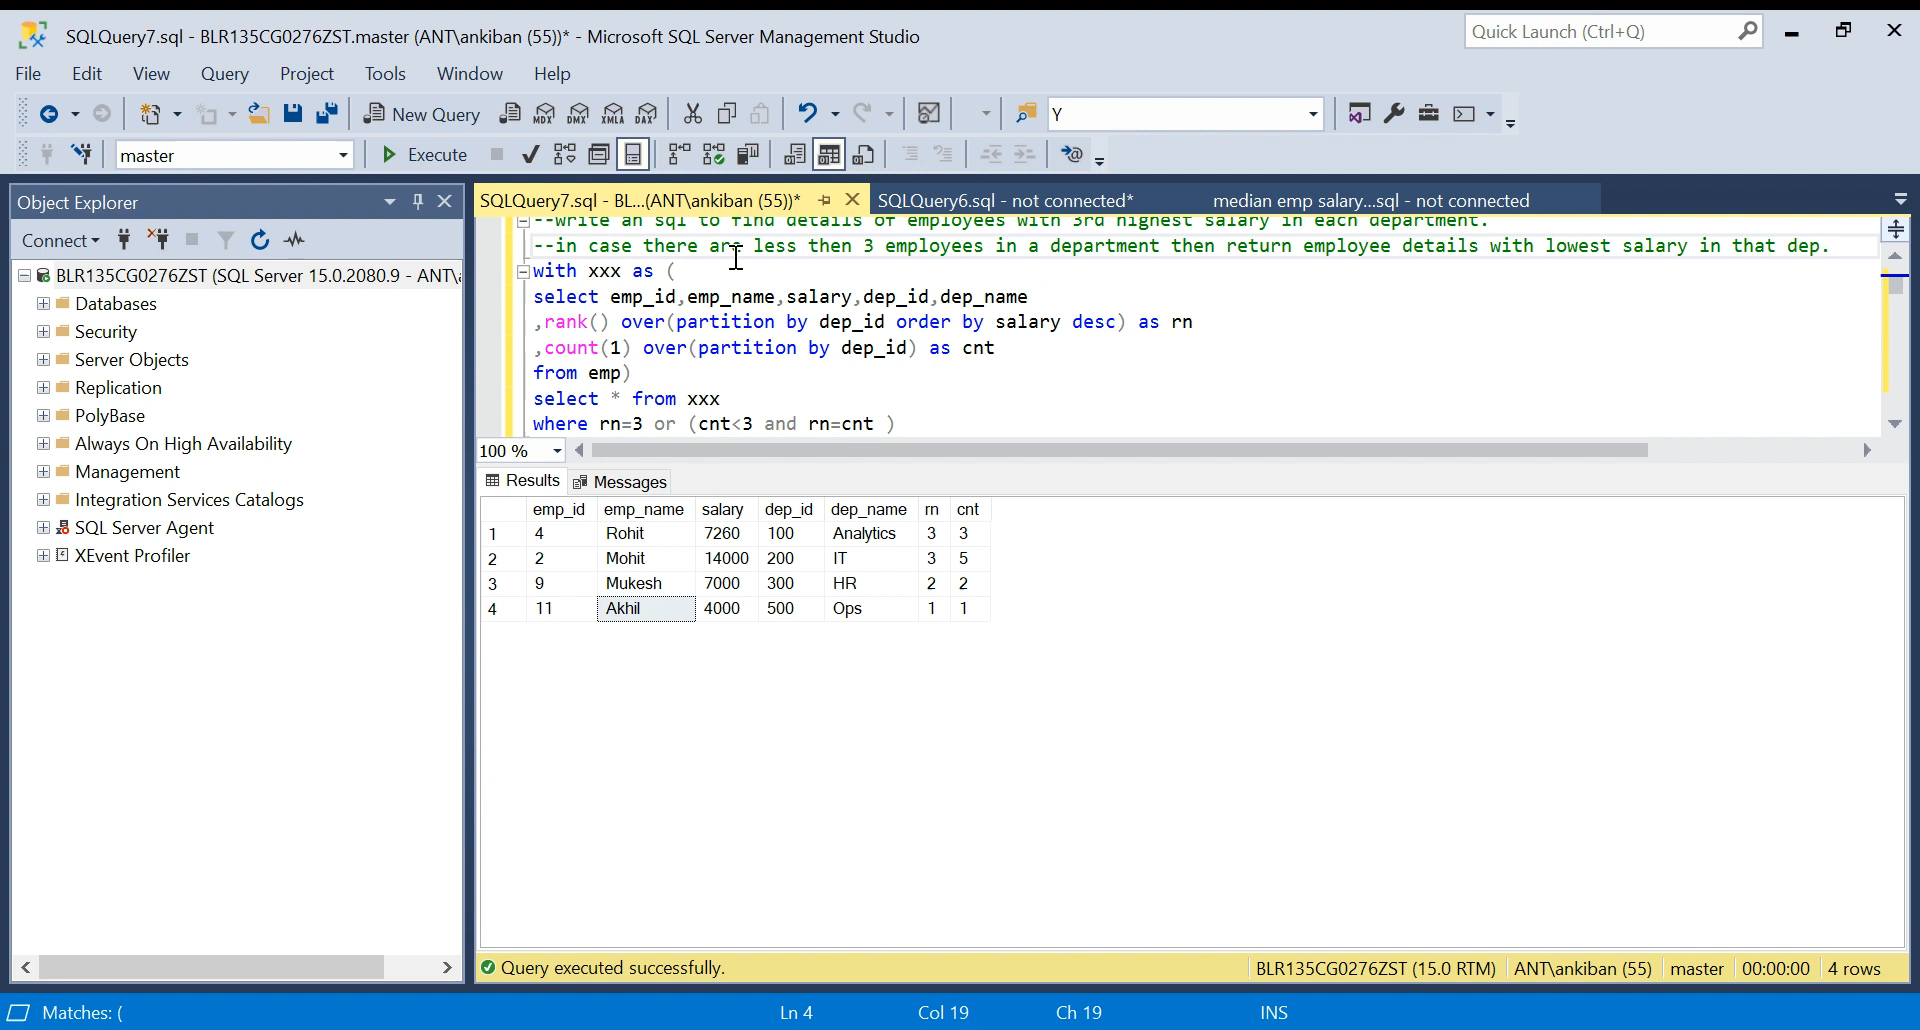 SQLQuery7.sql - BLR135CG0276ZST.master (ANT\ankiban (55))* - Microsoft SQL Server Management Studio
Quick Launch (Ctrl+Q)
File Edit View Query Project Tools Window Help
New Query MDX DMX XMLA DAX Y
master Execute
Object Explorer
Connect
BLR135CG0276ZST (SQL Server 15.0.2080.9 - ANT\
Databases
Security
Server Objects
Replication
PolyBase
Always On High Availability
Management
Integration Services Catalogs
SQL Server Agent
XEvent Profiler
SQLQuery7.sql - BL...(ANT\ankiban (55))* SQLQuery6.sql - not connected* median emp salary...sql - not connected
--write an sql to find details of employees with 3rd highest salary in each department.
--in case there are less then 3 employees in a department then return employee details with lowest salary in that dep.
with xxx as (
select emp_id,emp_name,salary,dep_id,dep_name
,rank() over(partition by dep_id order by salary desc) as rn
,count(1) over(partition by dep_id) as cnt
from emp)
select * from xxx
where rn=3 or (cnt<3 and rn=cnt )
100 %
Results Messages
emp_id emp_name salary dep_id dep_name rn cnt
1 4 Rohit 7260 100 Analytics 3 3
2 2 Mohit 14000 200 IT 3 5
3 9 Mukesh 7000 300 HR 2 2
4 11 Akhil 4000 500 Ops 1 1
Query executed successfully. BLR135CG0276ZST (15.0 RTM) ANT\ankiban (55) master 00:00:00 4 rows
Matches: ( Ln 4 Col 19 Ch 19 INS